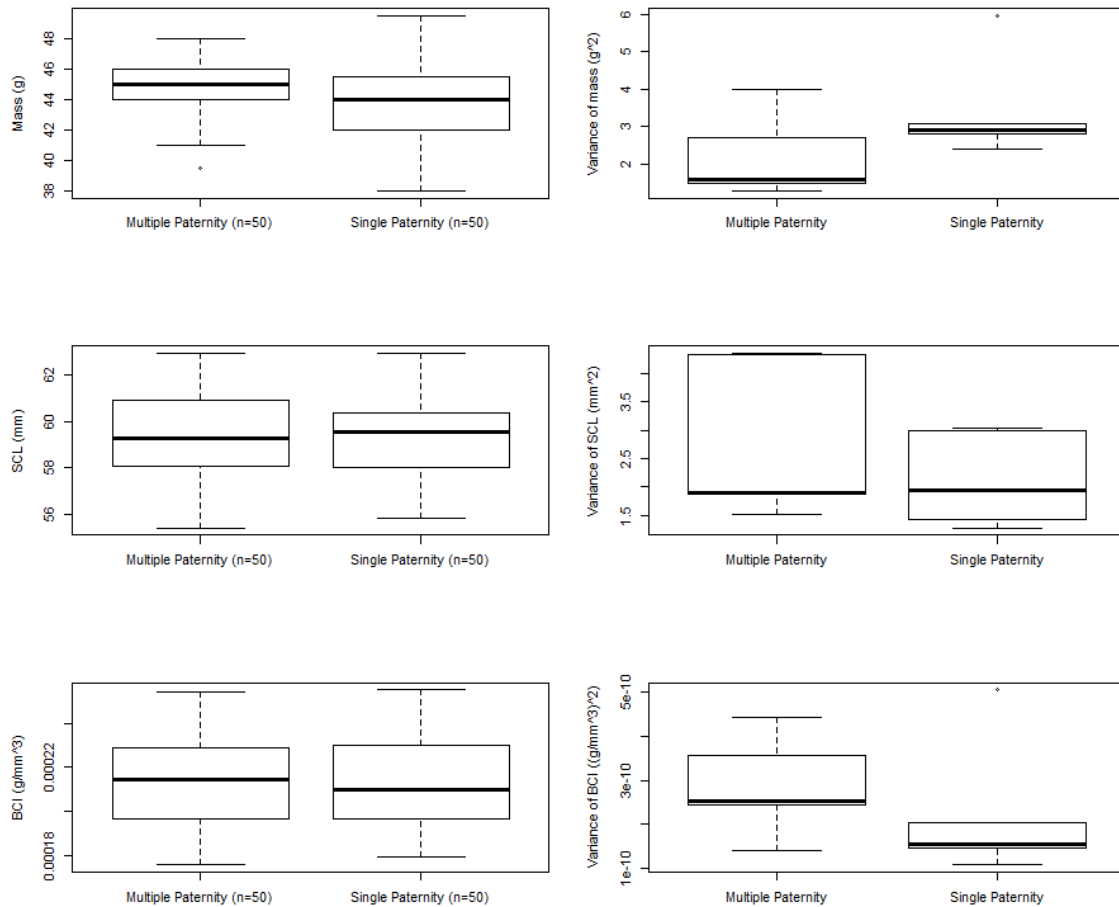 Mass (g)
48
46
44
42
40
38
Multiple Paternity (n=50)
Single Paternity (n=50)
Variance of mass (g^2)
6
5
4
3
2
Multiple Paternity
Single Paternity
SCL (mm)
62
60
58
56
Multiple Paternity (n=50)
Single Paternity (n=50)
Variance of SCL (mm^2)
3.5
2.5
1.5
Multiple Paternity
Single Paternity
BCI (g/mm^3)
0.00022
0.00018
Multiple Paternity (n=50)
Single Paternity (n=50)
Variance of BCI ((g/mm^3)^2)
5e-10
3e-10
1e-10
Multiple Paternity
Single Paternity